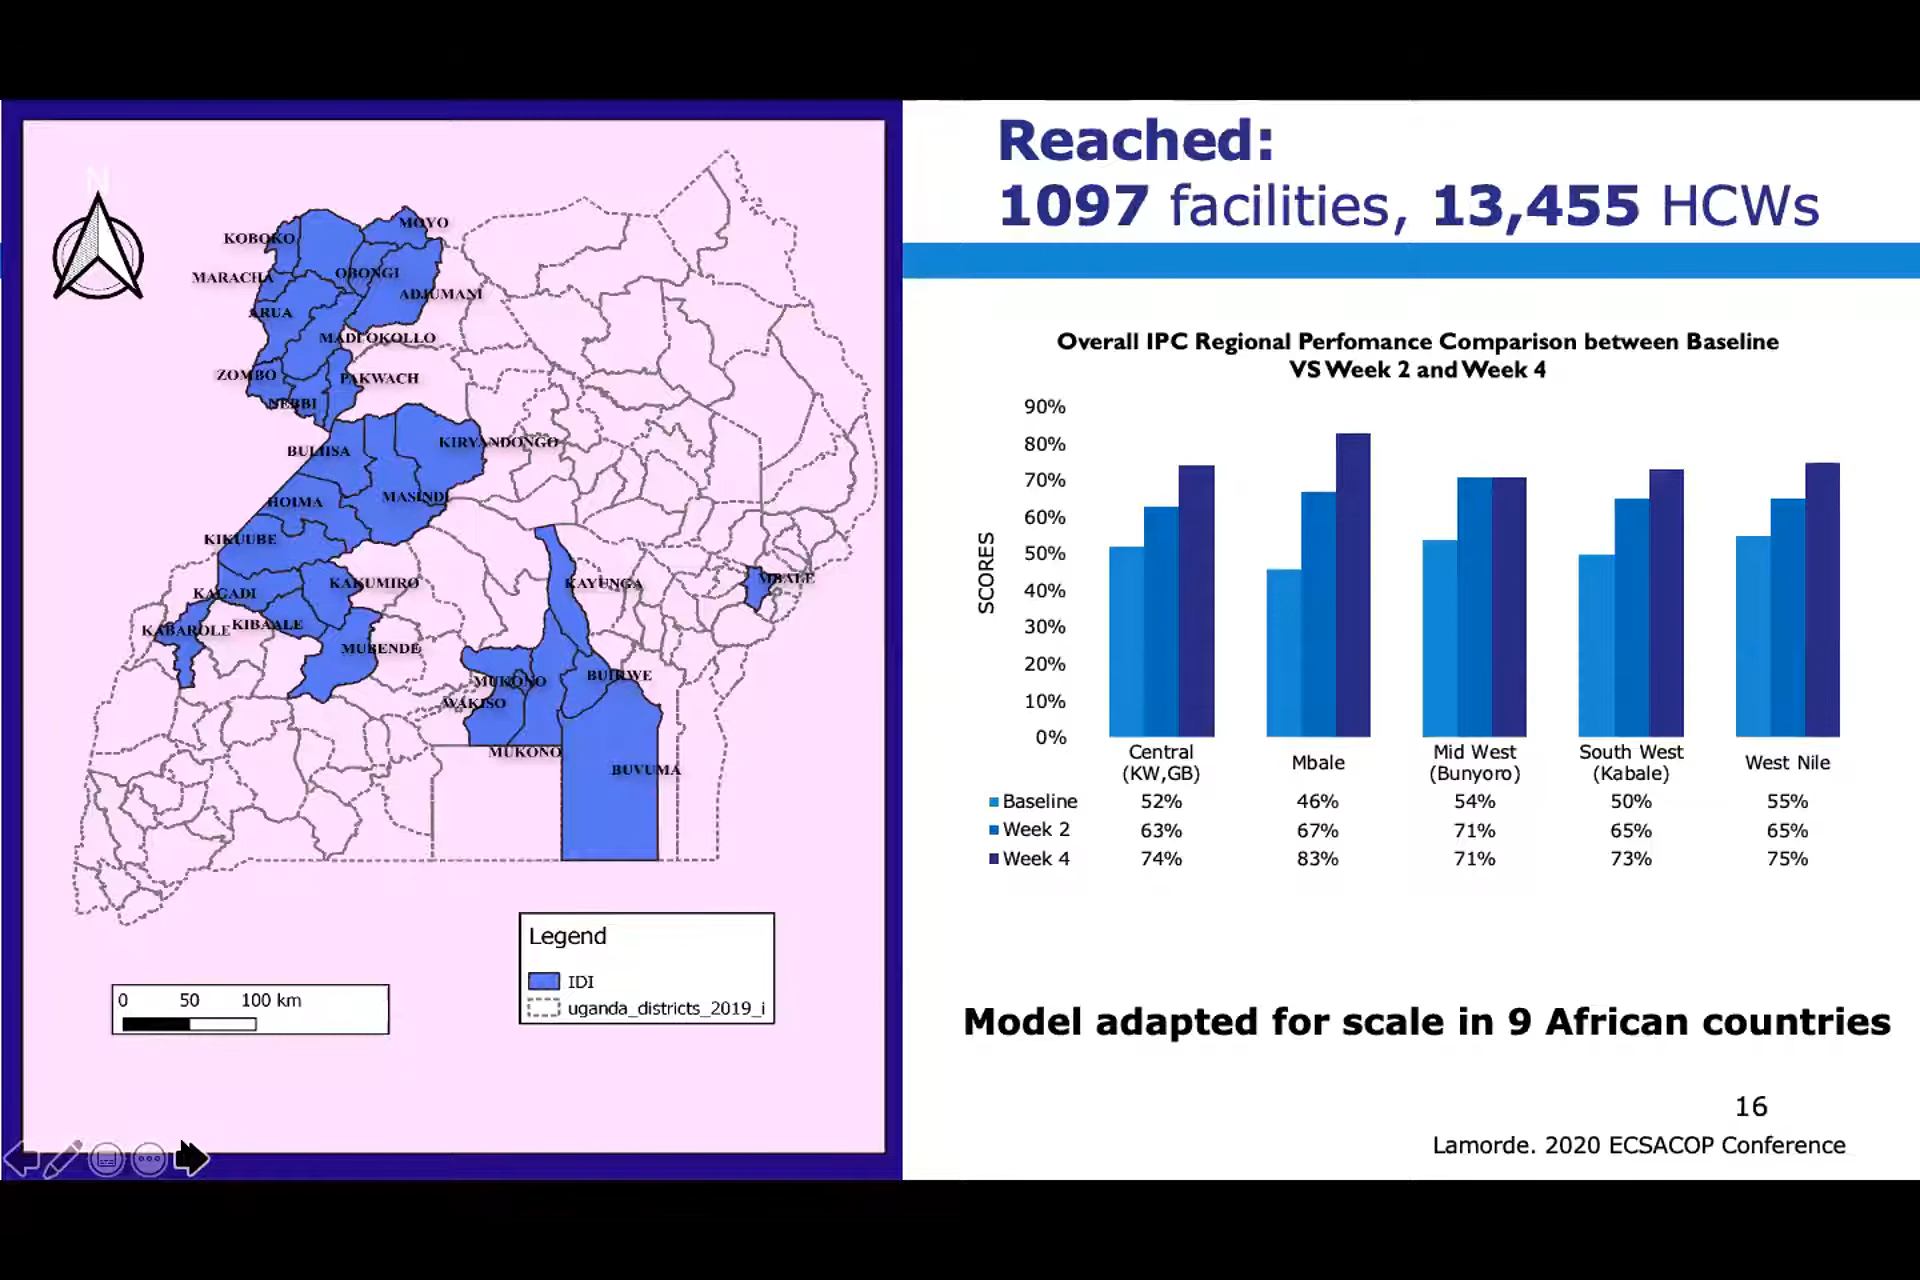 N
KOBOKO
MOYO
MARACHA
OBONGI
ADJUMANI
ARUA
MADI OKOLLO
ZOMBO
PAKWACH
NEBBI
BULIISA
KIRYANDONGO
HOIMA
MASINDI
KIKUUBE
KAGADI
KAKUMIRO
KAYUNGA
MBALE
KABAROLE
KIBAALE
MUBENDE
MUKONO
BUIKWE
WAKISO
MUKONO
BUVUMA
Legend
IDI
uganda_districts_2019_i
0 50 100 km
Reached:
1097 facilities, 13,455 HCWs
Overall IPC Regional Perfomance Comparison between Baseline
VS Week 2 and Week 4
SCORES
90%
80%
70%
60%
50%
40%
30%
20%
10%
0%
Central (KW,GB)
Mbale
Mid West (Bunyoro)
South West (Kabale)
West Nile
Baseline 52% 46% 54% 50% 55%
Week 2 63% 67% 71% 65% 65%
Week 4 74% 83% 71% 73% 75%
Model adapted for scale in 9 African countries
16
Lamorde. 2020 ECSACOP Conference